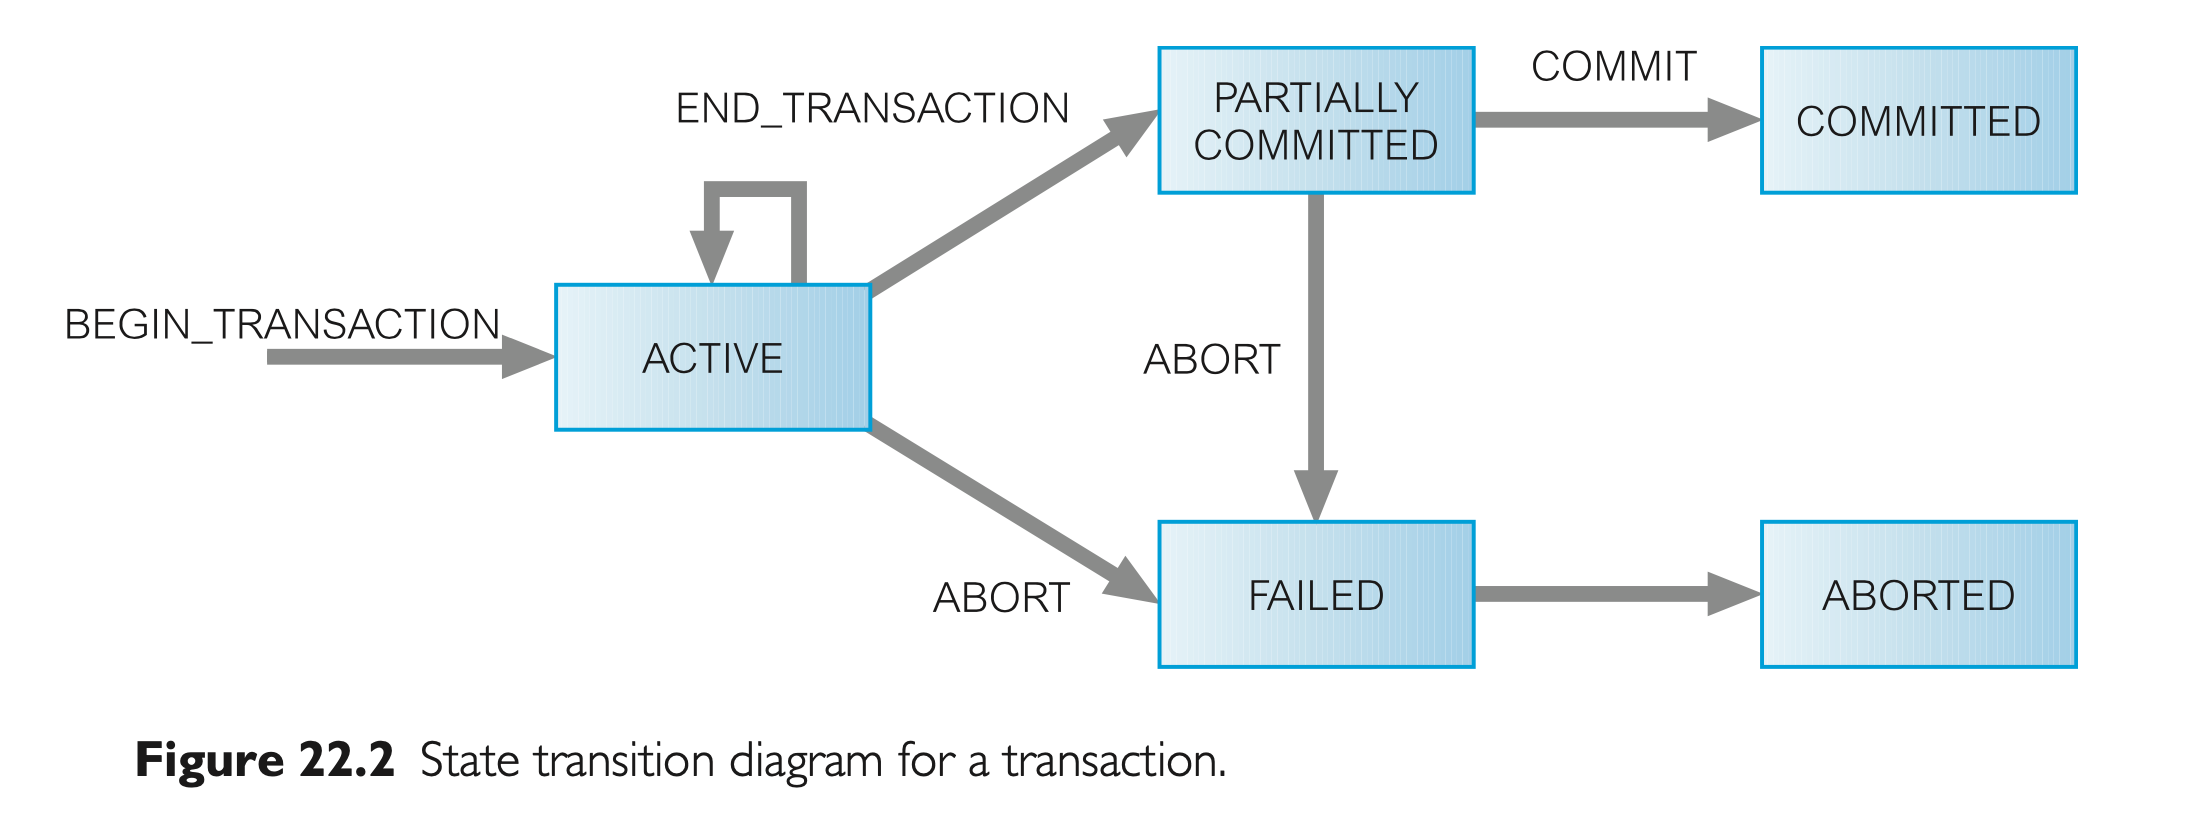 COMMIT
PARTIALLY
COMMITTED
COMMITTED
END_TRANSACTION
BEGIN_TRANSACTION
ACTIVE
ABORT
ABORT
FAILED
ABORTED
Figure 22.2 State transition diagram for a transaction.